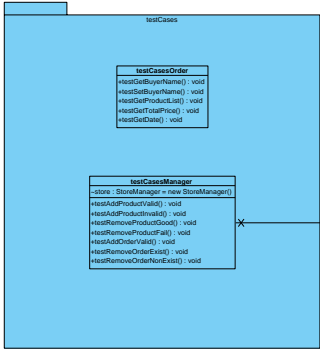 testCases
testCasesOrder
+testGetBuyerName() : void
+testSetBuyerName() : void
+testGetProductList() : void
+testGetTotalPrice() : void
+testGetDate() : void
testCasesManager
~store : StoreManager = new StoreManager()
+testAddProductValid() : void
+testAddProductInvalid() : void
+testRemoveProductGood() : void
+testRemoveProductFail() : void
+testAddOrderValid() : void
+testRemoveOrderExist() : void
+testRemoveOrderNonExist() : void